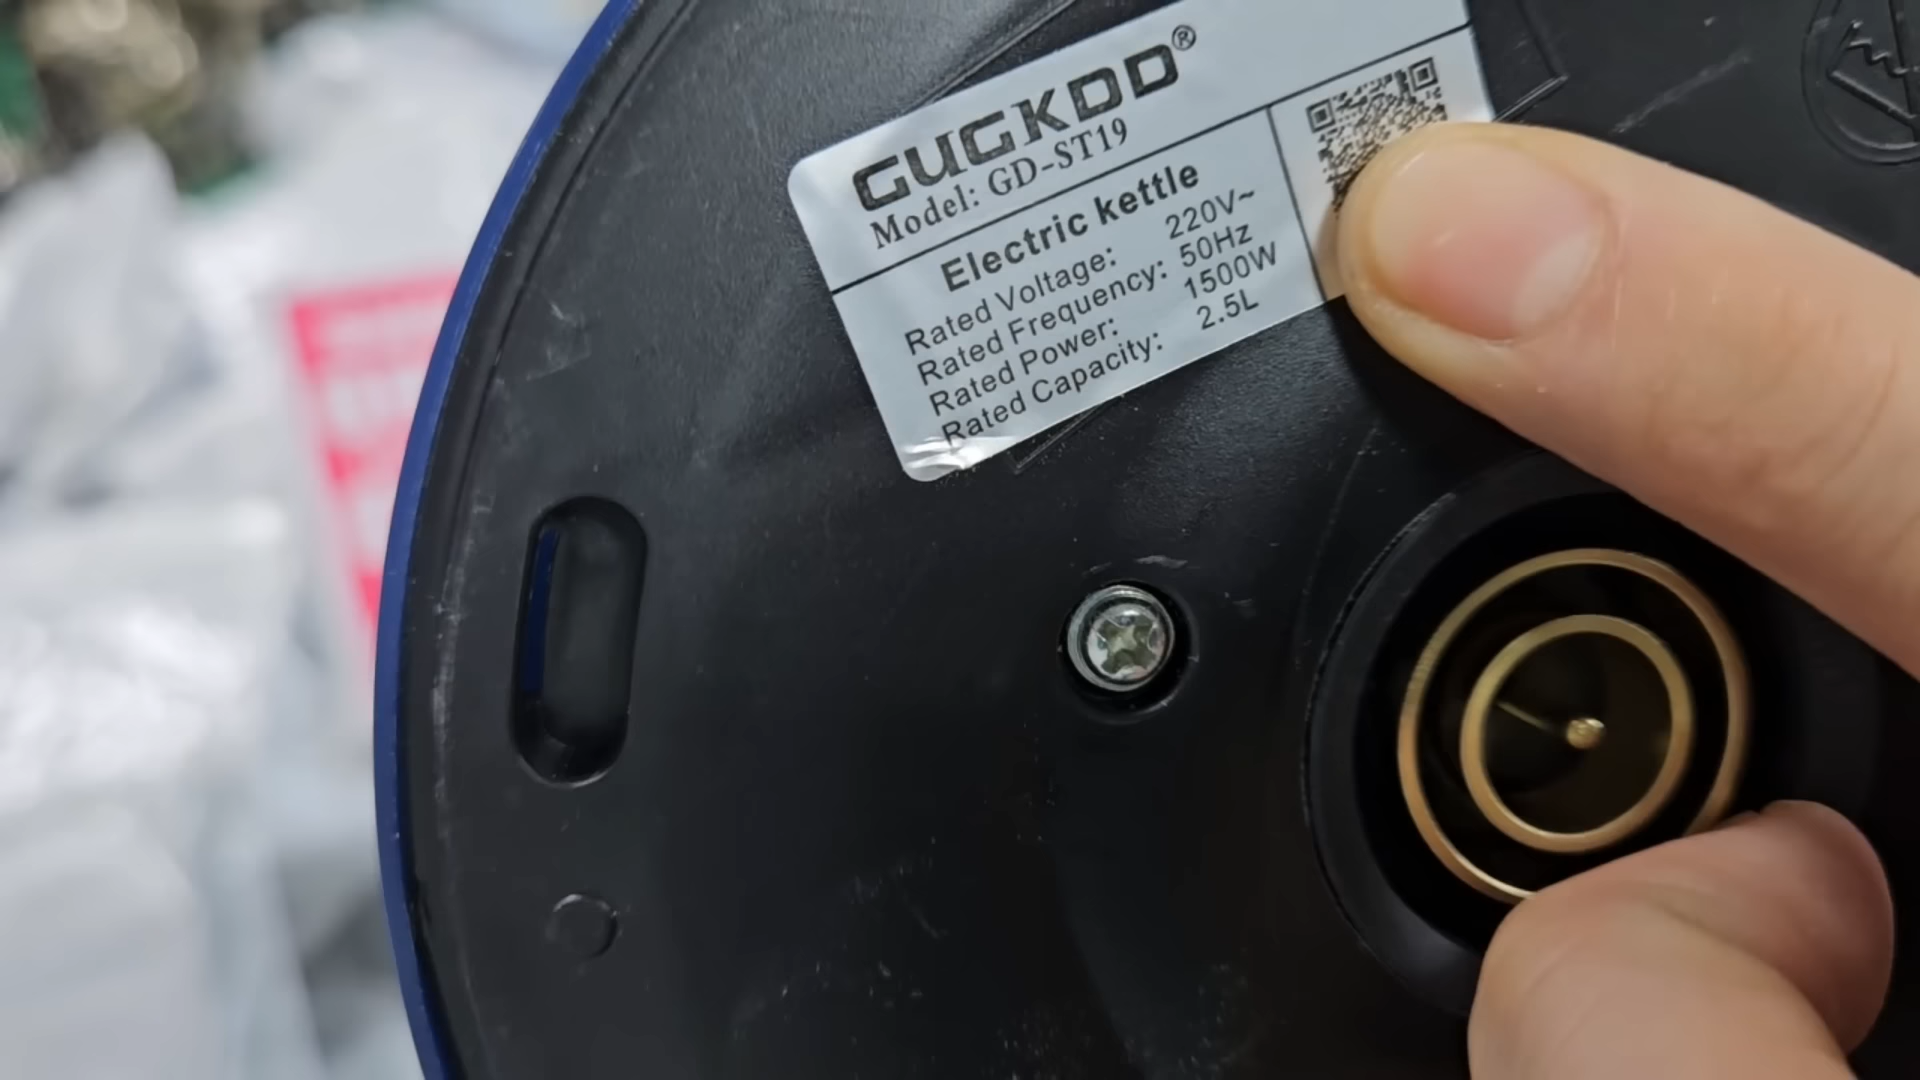 GUGKDD®
Model: GD-ST19
Electric kettle
Rated Voltage: 220V~
Rated Frequency: 50Hz
Rated Power: 1500W
Rated Capacity: 2.5L